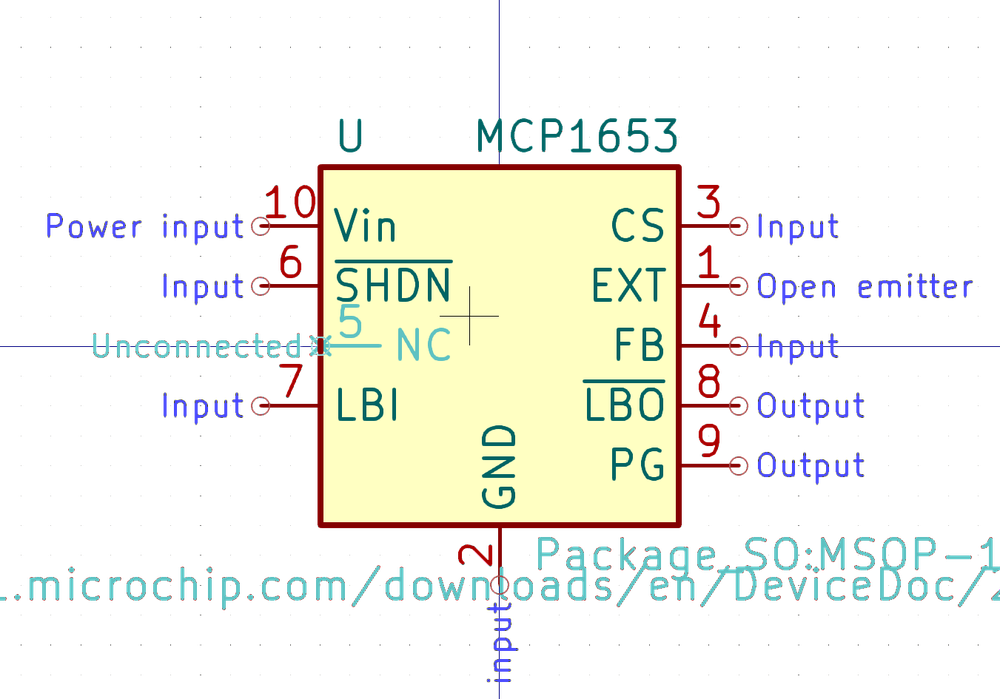 U MCP1653
10 3
Power input Vin CS Input
6 1
Input SHDN EXT Open emitter
5 4
Unconnected NC FB Input
7 8
Input LBI LBO Output
9
PG Output
GND
2
Package_SO:MSOP-1
.microchip.com/downloads/en/DeviceDoc/2
input